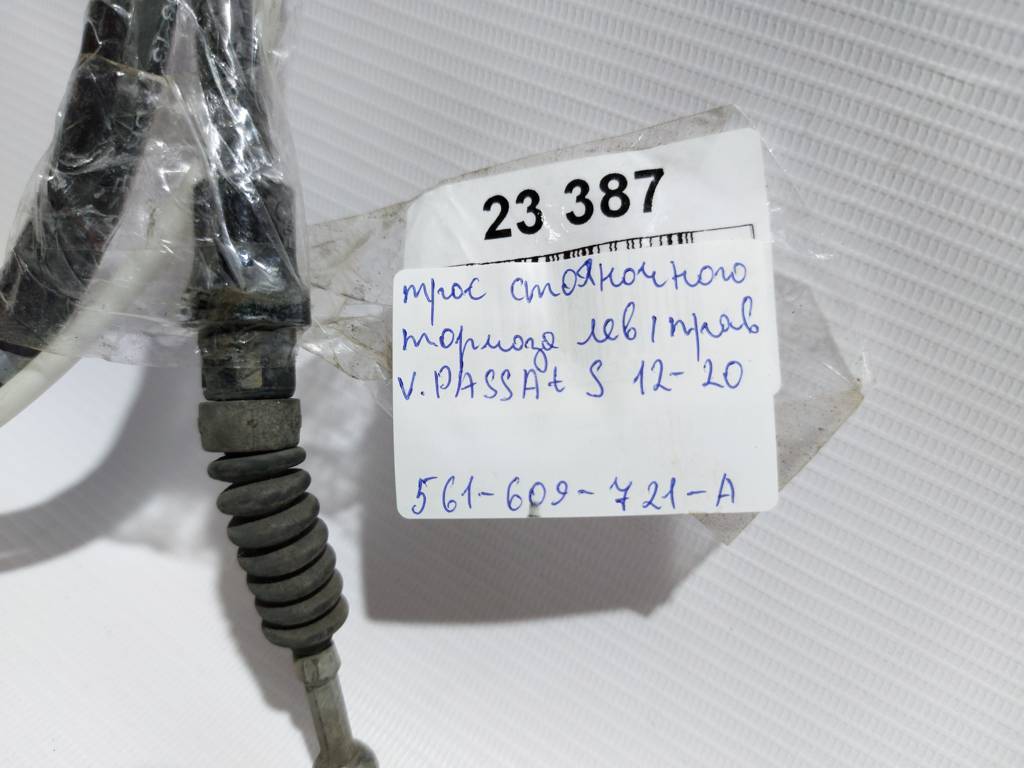 23 387
трос стояночного
тормоза лев/прав
V.PASSAt S 12-20
561-609-721-A